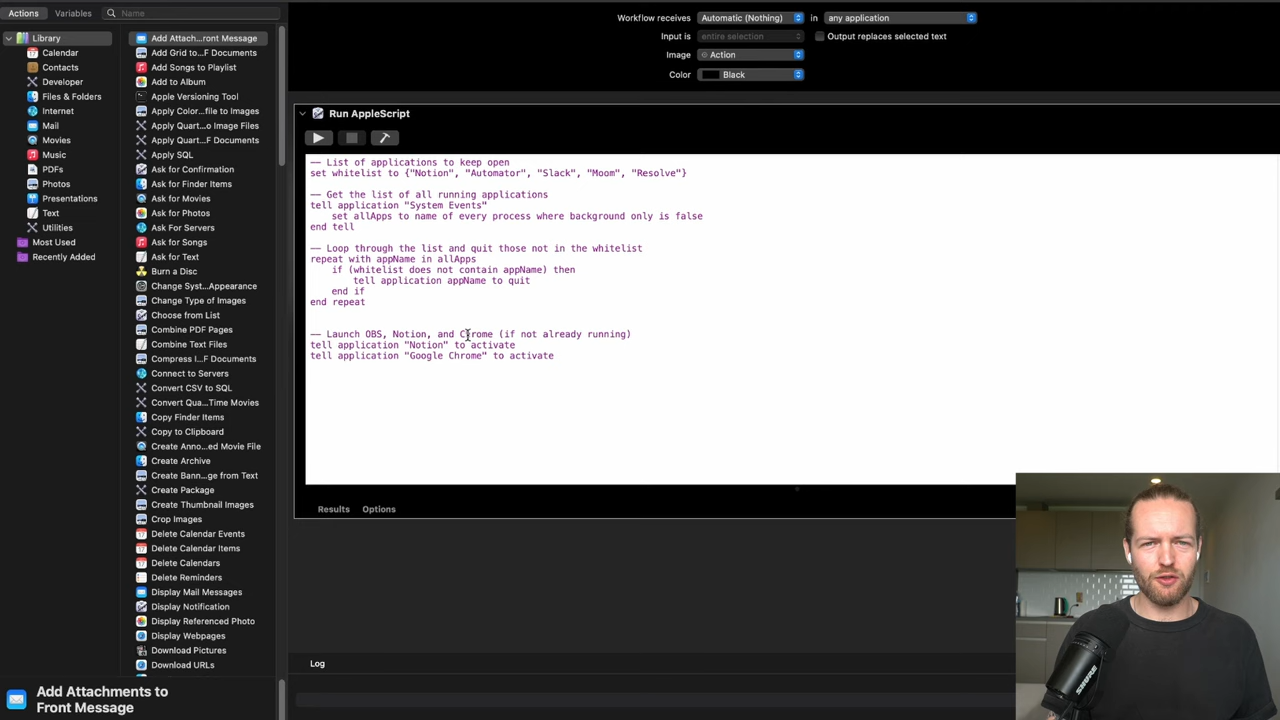 Actions Variables Name
Library
Calendar
Contacts
Developer
Files & Folders
Internet
Mail
Movies
Music
PDFs
Photos
Presentations
Text
Utilities
Most Used
Recently Added
Add Attach...ront Message
Add Grid to...F Documents
Add Songs to Playlist
Add to Album
Apple Versioning Tool
Apply Color...file to Images
Apply Quart...o Image Files
Apply Quart...F Documents
Apply SQL
Ask for Confirmation
Ask for Finder Items
Ask for Movies
Ask for Photos
Ask For Servers
Ask for Songs
Ask for Text
Burn a Disc
Change Syst...Appearance
Change Type of Images
Choose from List
Combine PDF Pages
Combine Text Files
Compress I...F Documents
Connect to Servers
Convert CSV to SQL
Convert Qua...Time Movies
Copy Finder Items
Copy to Clipboard
Create Anno...ed Movie File
Create Archive
Create Bann...ge from Text
Create Package
Create Thumbnail Images
Crop Images
Delete Calendar Events
Delete Calendar Items
Delete Calendars
Delete Reminders
Display Mail Messages
Display Notification
Display Referenced Photo
Display Webpages
Download Pictures
Download URLs
Add Attachments to
Front Message
Workflow receives Automatic (Nothing) in any application
Input is entire selection Output replaces selected text
Image Action
Color Black
Run AppleScript
-- List of applications to keep open
set whitelist to {"Notion", "Automator", "Slack", "Moom", "Resolve"}
-- Get the list of all running applications
tell application "System Events"
set allApps to name of every process where background only is false
end tell
-- Loop through the list and quit those not in the whitelist
repeat with appName in allApps
if (whitelist does not contain appName) then
tell application appName to quit
end if
end repeat
-- Launch OBS, Notion, and Chrome (if not already running)
tell application "Notion" to activate
tell application "Google Chrome" to activate
Results Options
Log
SHURE